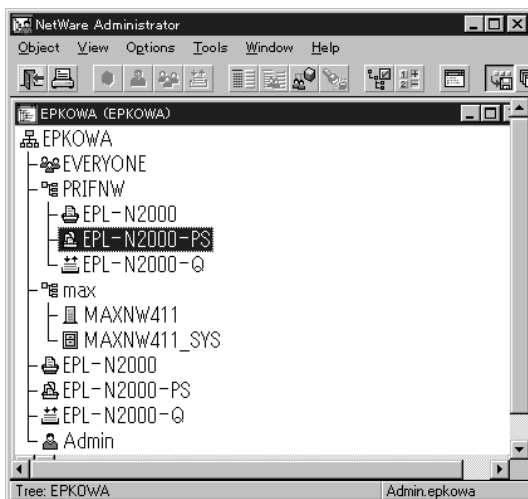 NetWare Administrator
Object View Options Tools Window Help
EPKOWA (EPKOWA)
EPKOWA
EVERYONE
PRIFNW
EPL-N2000
EPL-N2000-PS
EPL-N2000-Q
max
MAXNW411
MAXNW411_SYS
EPL-N2000
EPL-N2000-PS
EPL-N2000-Q
Admin
Tree: EPKOWA Admin.epkowa